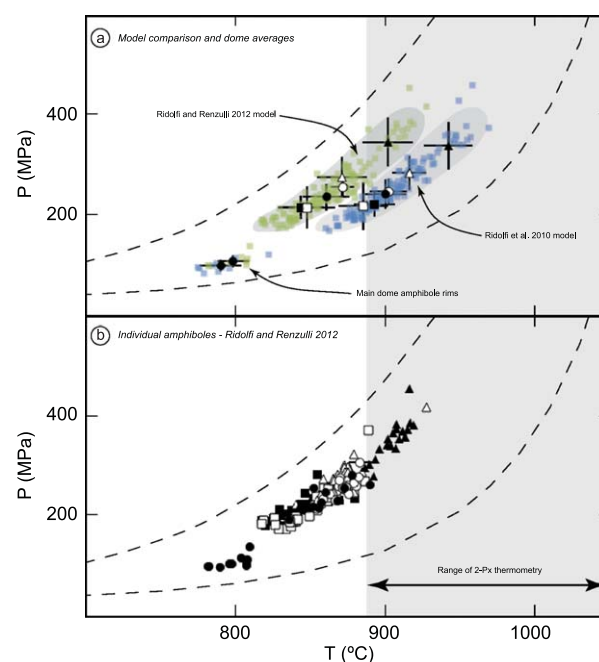 a Model comparison and dome averages
Ridolfi and Renzulli 2012 model
400
P (MPa)
200
Ridolfi et al. 2010 model
Main dome amphibole rims
b Individual amphiboles - Ridolfi and Renzulli 2012
400
P (MPa)
200
Range of 2-Px thermometry
800 900 1000
T (ºC)